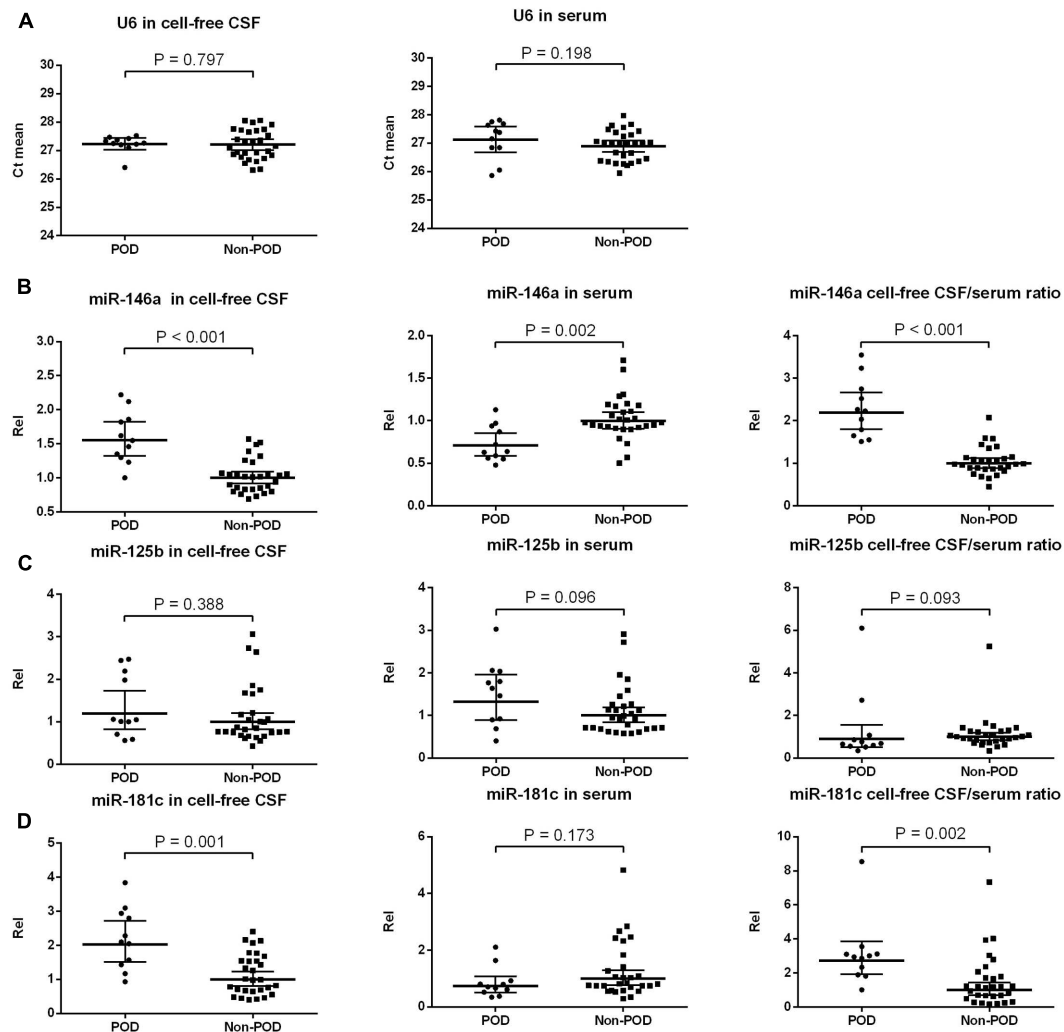 A
U6 in cell-free CSF
U6 in serum
P = 0.797
P = 0.198
Ct mean
30
29
28
27
26
25
24
POD
Non-POD
Ct mean
30
29
28
27
26
25
24
POD
Non-POD
B
miR-146a in cell-free CSF
miR-146a in serum
miR-146a cell-free CSF/serum ratio
P < 0.001
P = 0.002
P < 0.001
Rel
3.0
2.5
2.0
1.5
1.0
0.5
POD
Non-POD
Rel
2.0
1.5
1.0
0.5
0.0
POD
Non-POD
Rel
4
3
2
1
0
POD
Non-POD
C
miR-125b in cell-free CSF
miR-125b in serum
miR-125b cell-free CSF/serum ratio
P = 0.388
P = 0.096
P = 0.093
Rel
4
3
2
1
0
POD
Non-POD
Rel
4
3
2
1
0
POD
Non-POD
Rel
8
6
4
2
0
POD
Non-POD
D
miR-181c in cell-free CSF
miR-181c in serum
miR-181c cell-free CSF/serum ratio
P = 0.001
P = 0.173
P = 0.002
Rel
5
4
3
2
1
0
POD
Non-POD
Rel
6
4
2
0
POD
Non-POD
Rel
10
8
6
4
2
0
POD
Non-POD